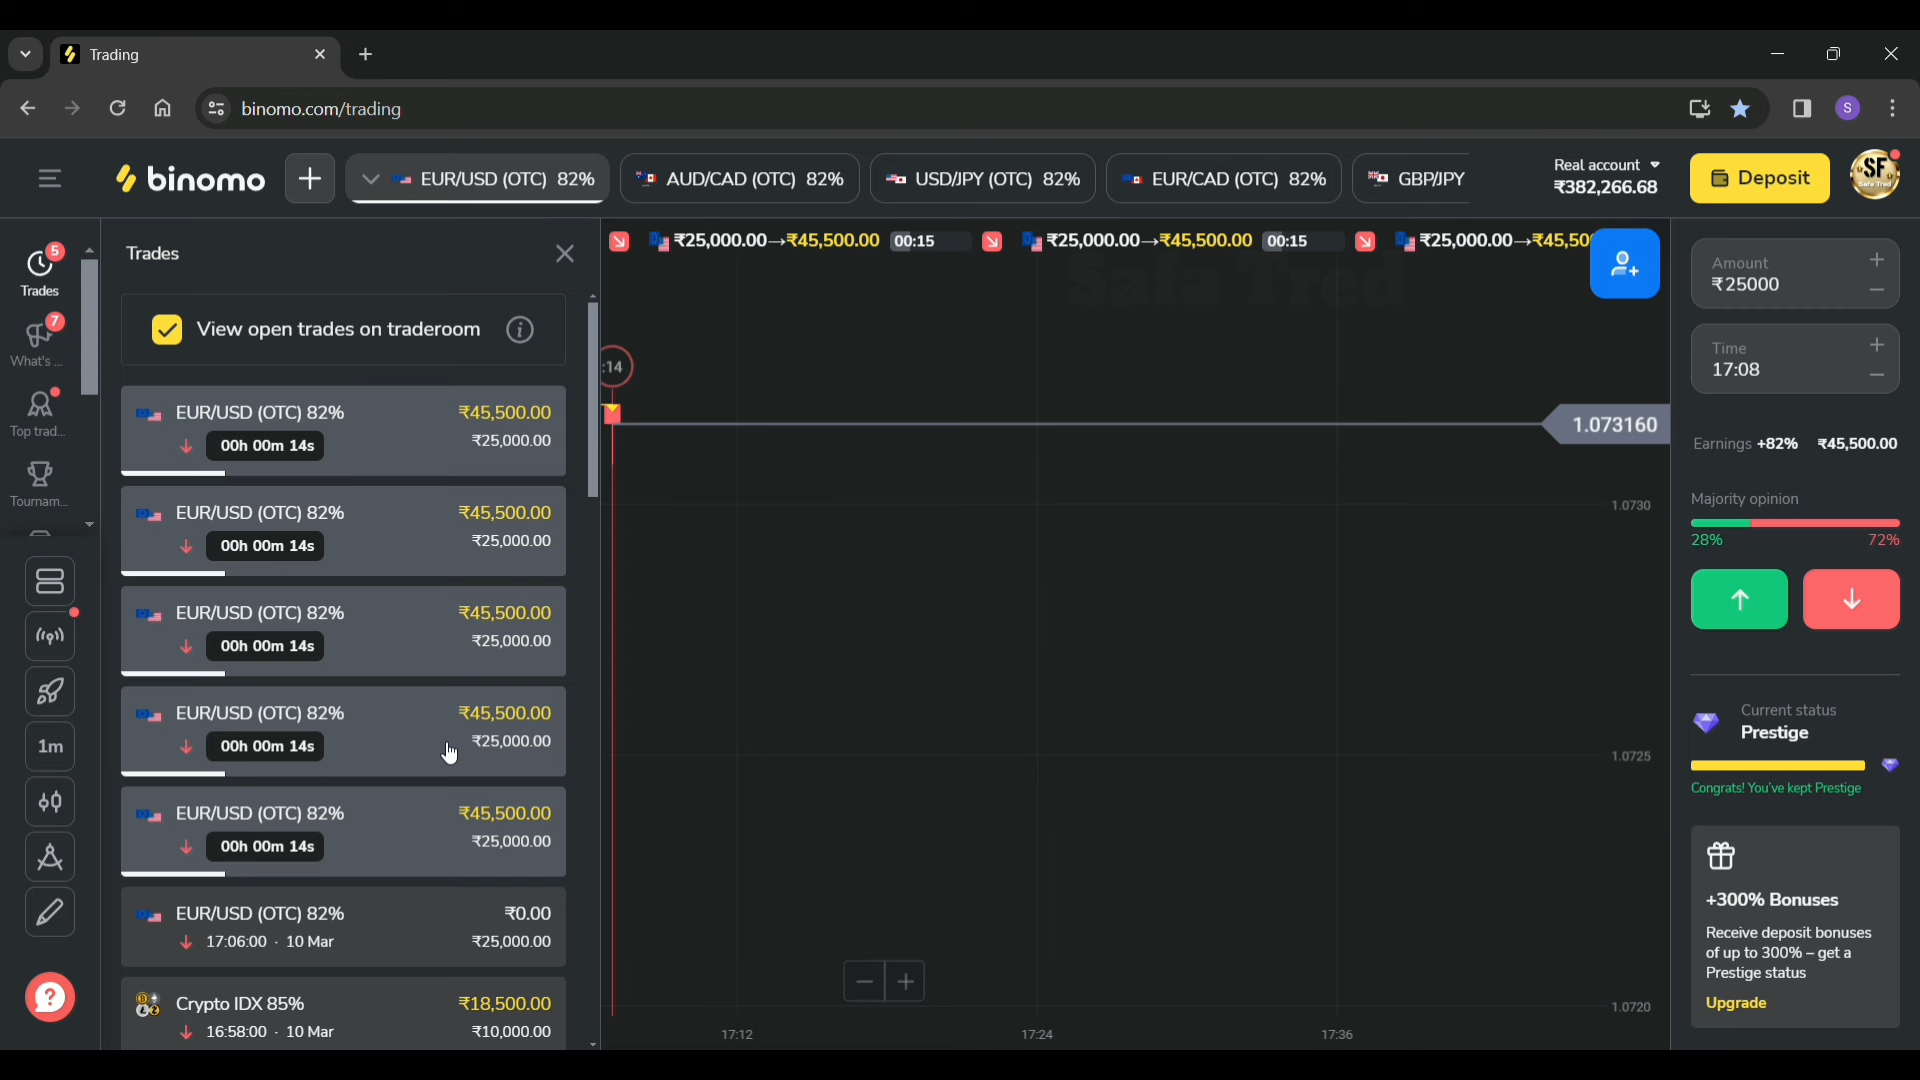 Trading
binomo.com/trading
S
binomo
EUR/USD (OTC) 82%
AUD/CAD (OTC) 82%
USD/JPY (OTC) 82%
EUR/CAD (OTC) 82%
GBP/JPY
Real account
₹382,266.68
Deposit
SF
Safa Tred
5
Trades
7
What's ...
Top trad...
Tournam...
1m
?
Trades
View open trades on traderoom
EUR/USD (OTC) 82% ₹45,500.00
00h 00m 14s ₹25,000.00
EUR/USD (OTC) 82% ₹45,500.00
00h 00m 14s ₹25,000.00
EUR/USD (OTC) 82% ₹45,500.00
00h 00m 14s ₹25,000.00
EUR/USD (OTC) 82% ₹45,500.00
00h 00m 14s ₹25,000.00
EUR/USD (OTC) 82% ₹45,500.00
00h 00m 14s ₹25,000.00
EUR/USD (OTC) 82% ₹0.00
17:06:00 · 10 Mar ₹25,000.00
Crypto IDX 85% ₹18,500.00
16:58:00 · 10 Mar ₹10,000.00
₹25,000.00→₹45,500.00 00:15
₹25,000.00→₹45,500.00 00:15
₹25,000.00→₹45,50
Safa Tred
:14
1.073160
1.0730
1.0725
1.0720
17:12
17:24
17:36
Amount
₹25000
Time
17:08
Earnings +82% ₹45,500.00
Majority opinion
28% 72%
Current status
Prestige
Congrats! You've kept Prestige
+300% Bonuses
Receive deposit bonuses
of up to 300% – get a
Prestige status
Upgrade